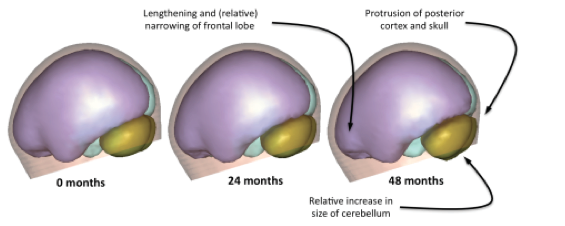 Lengthening and (relative)
narrowing of frontal lobe
Protrusion of posterior
cortex and skull
0 months
24 months
48 months
Relative increase in
size of cerebellum